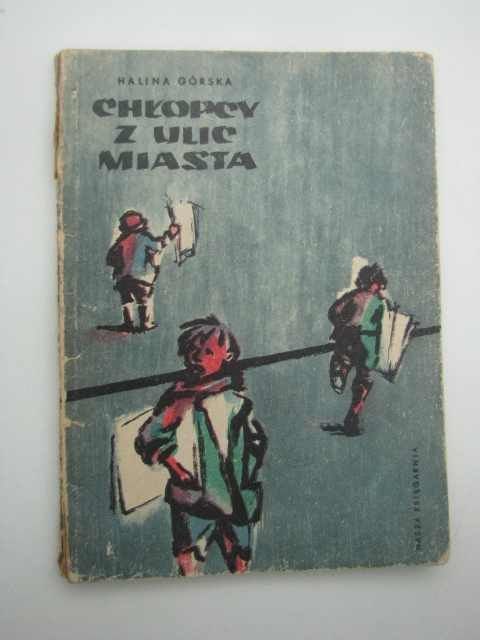 HALINA GÓRSKA
CHŁOPCY
Z ULIC
MIASTA
NASZA KSIĘGARNIA